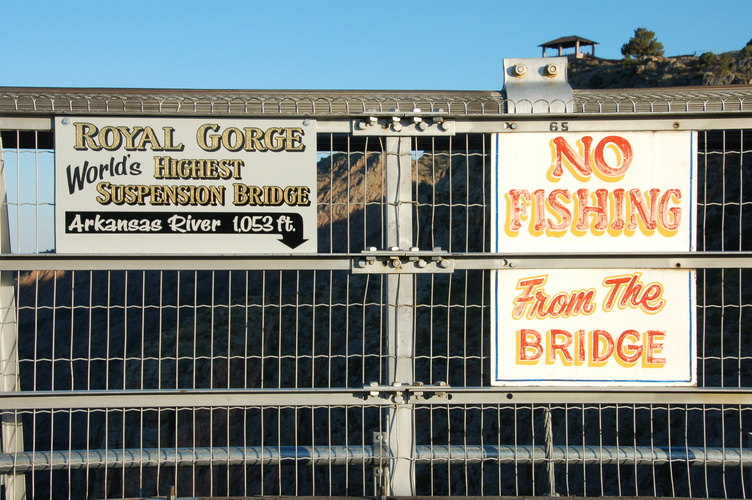 ROYAL GORGE
World's HIGHEST
SUSPENSION BRIDGE
Arkansas River 1,053 ft.
65
NO
FISHING
From The
BRIDGE